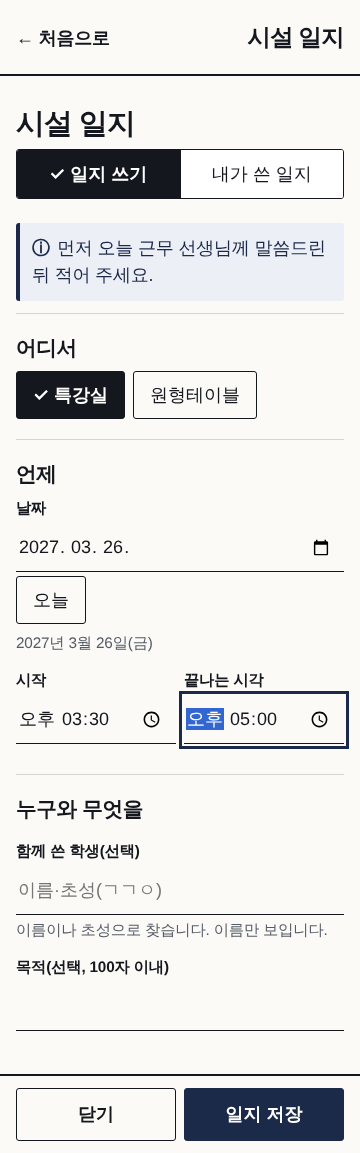 ← 처음으로
시설 일지
시설 일지
✓ 일지 쓰기
내가 쓴 일지
ⓘ 먼저 오늘 근무 선생님께 말씀드린
뒤 적어 주세요.
어디서
✓ 특강실
원형테이블
언제
날짜
2027. 03. 26.
오늘
2027년 3월 26일(금)
시작
끝나는 시각
오후 03:30
오후 05:00
누구와 무엇을
함께 쓴 학생(선택)
이름·초성(ㄱㄱㅇ)
이름이나 초성으로 찾습니다. 이름만 보입니다.
목적(선택, 100자 이내)
닫기
일지 저장